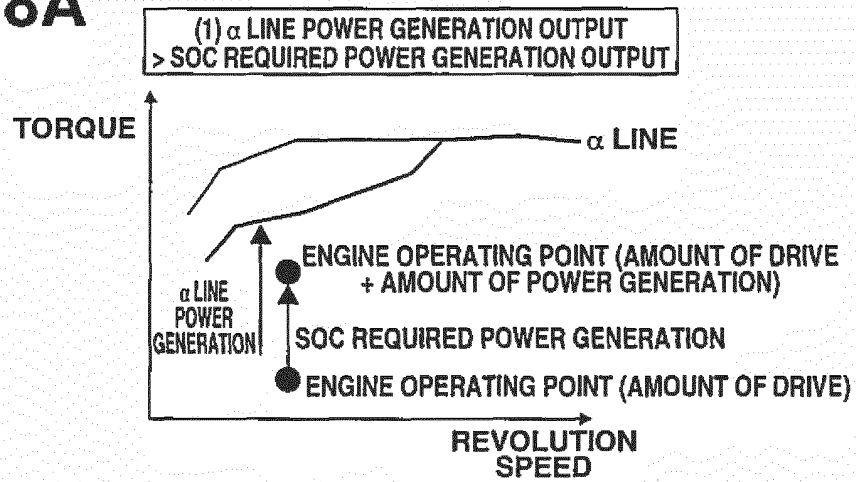 8A
(1) α LINE POWER GENERATION OUTPUT
> SOC REQUIRED POWER GENERATION OUTPUT
TORQUE
α LINE
ENGINE OPERATING POINT (AMOUNT OF DRIVE
+ AMOUNT OF POWER GENERATION)
α LINE
POWER
GENERATION
SOC REQUIRED POWER GENERATION
ENGINE OPERATING POINT (AMOUNT OF DRIVE)
REVOLUTION
SPEED